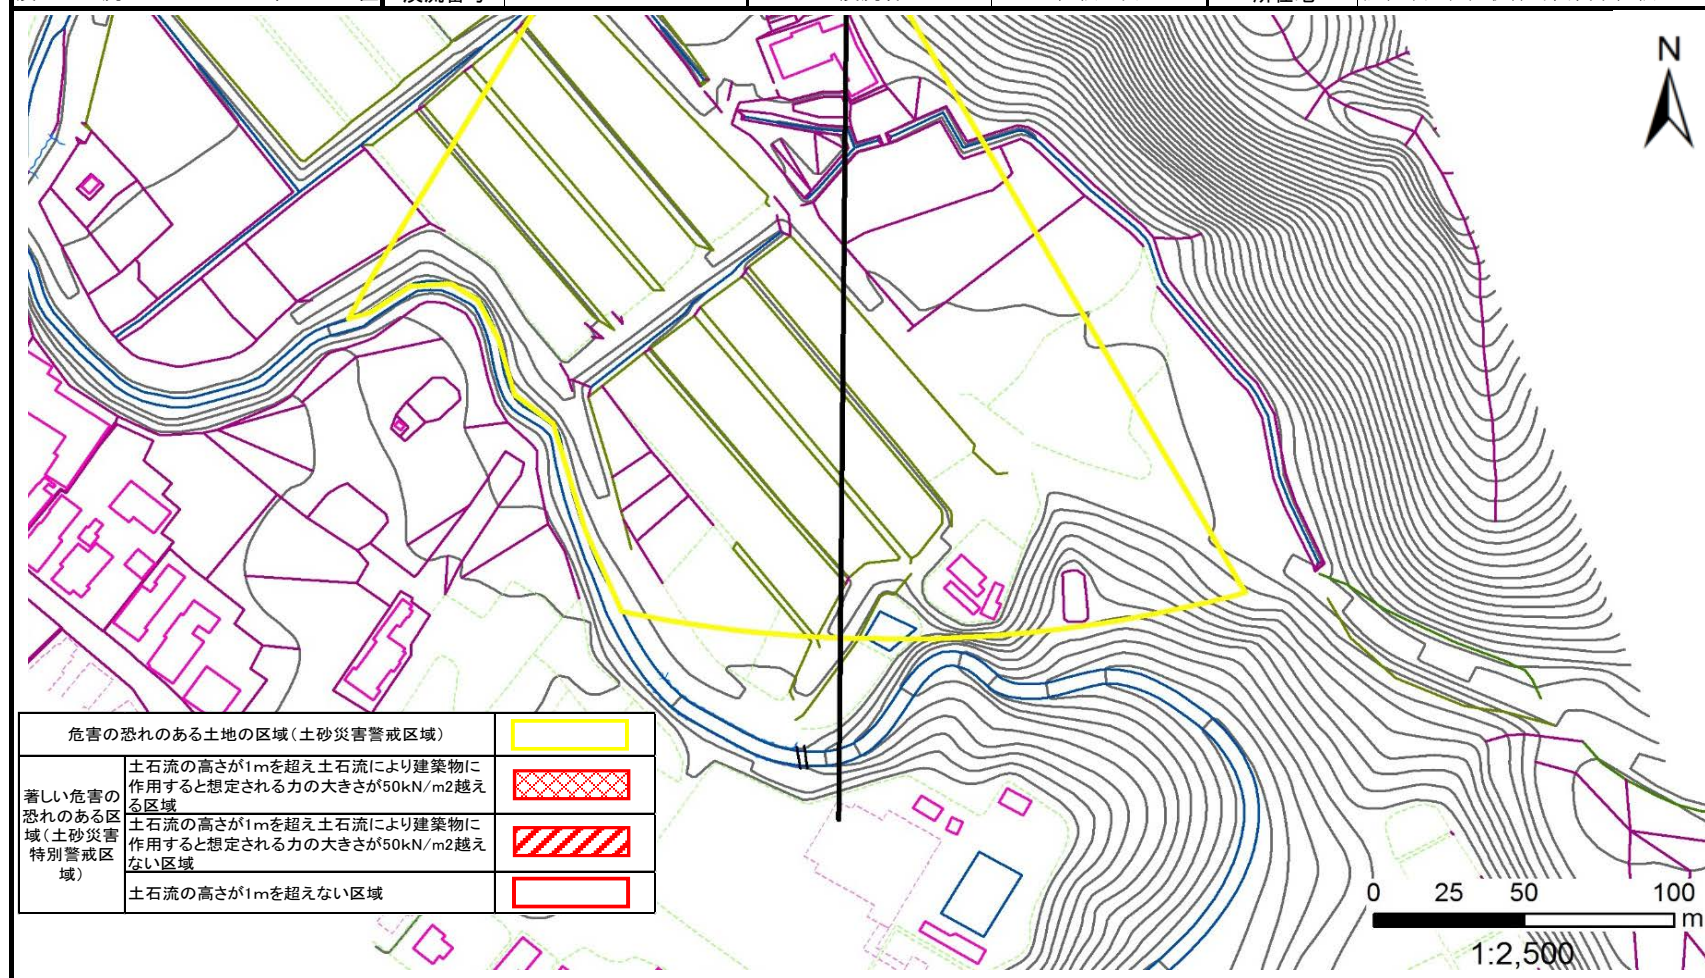 N
危害の恐れのある土地の区域(土砂災害警戒区域)
著しい危害の
恐れのある区
域(土砂災害
特別警戒区
域)
土石流の高さが1mを超え土石流により建築物に
作用すると想定される力の大きさが50kN/m2越え
る区域
土石流の高さが1mを超え土石流により建築物に
作用すると想定される力の大きさが50kN/m2越え
ない区域
土石流の高さが1mを超えない区域
0 25 50 100
m
1:2,500